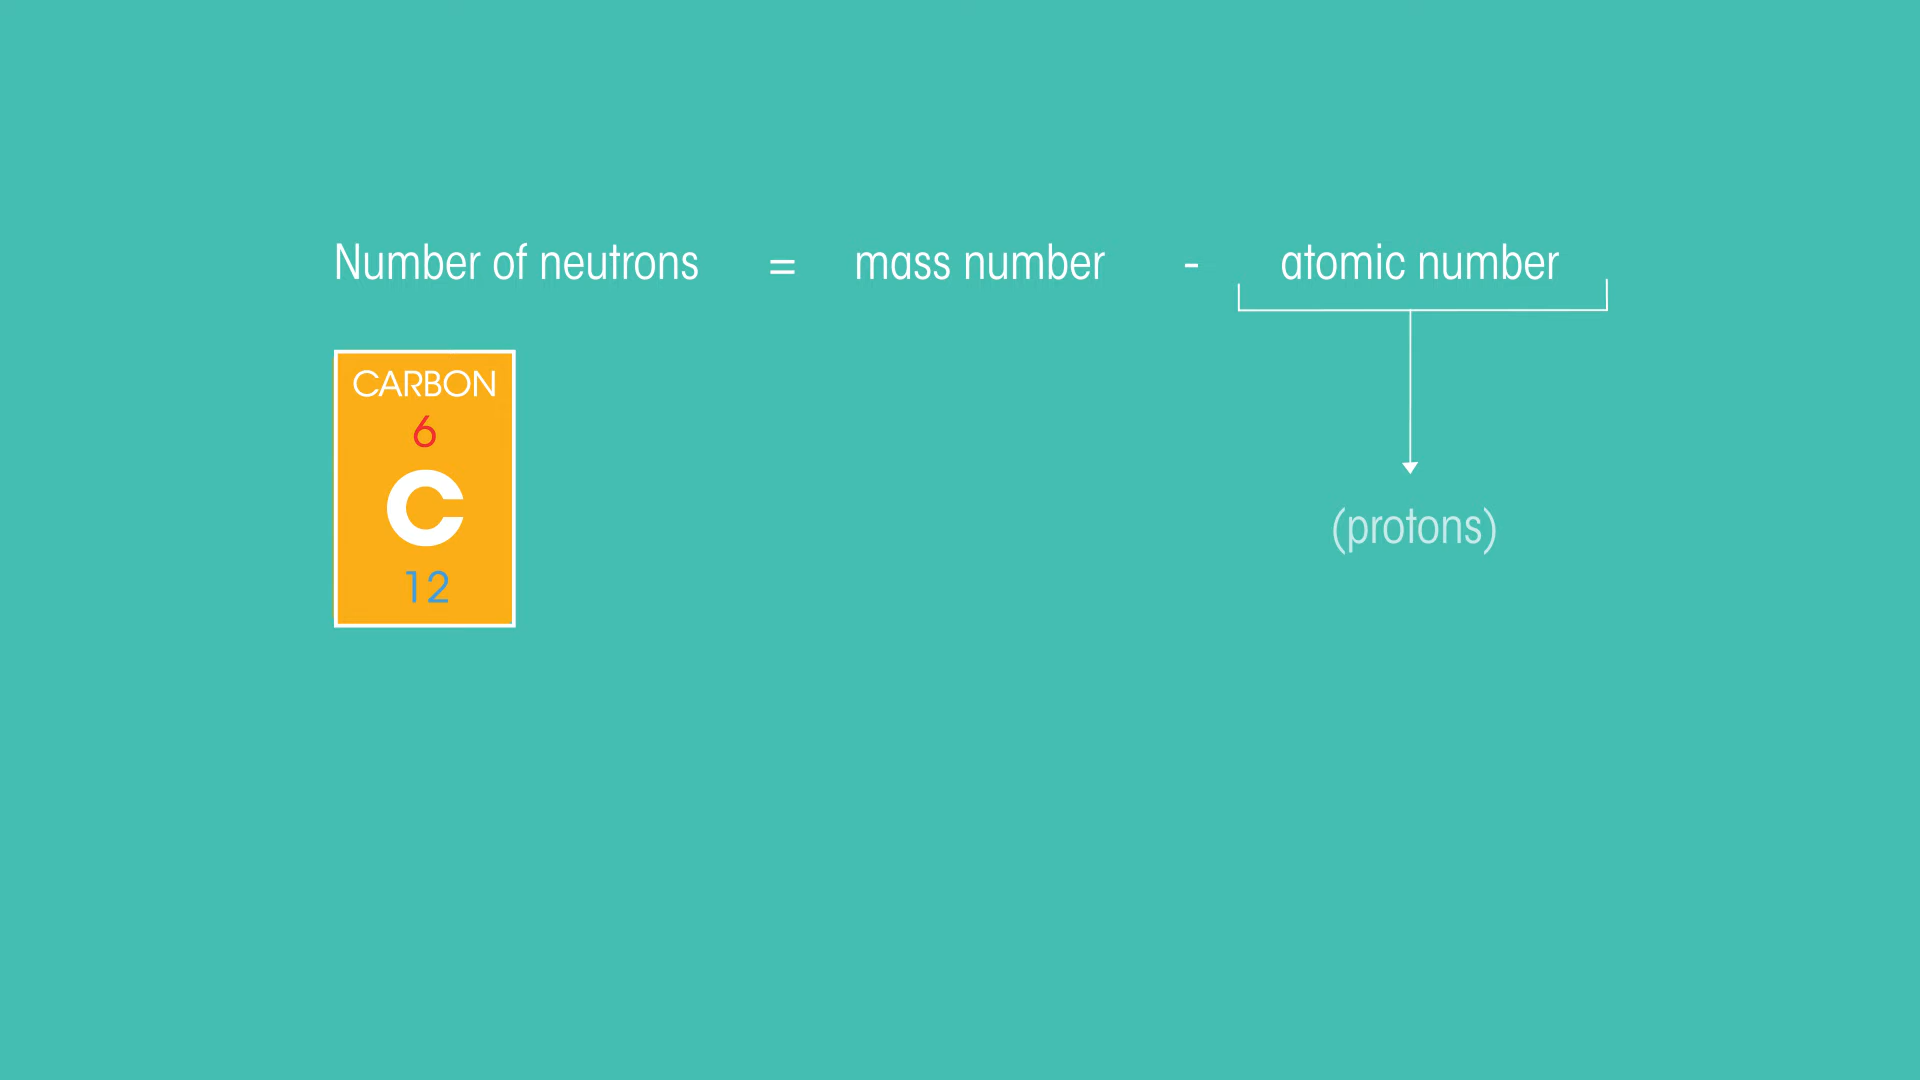 Number of neutrons = mass number - atomic number
CARBON
6
C
12
(protons)